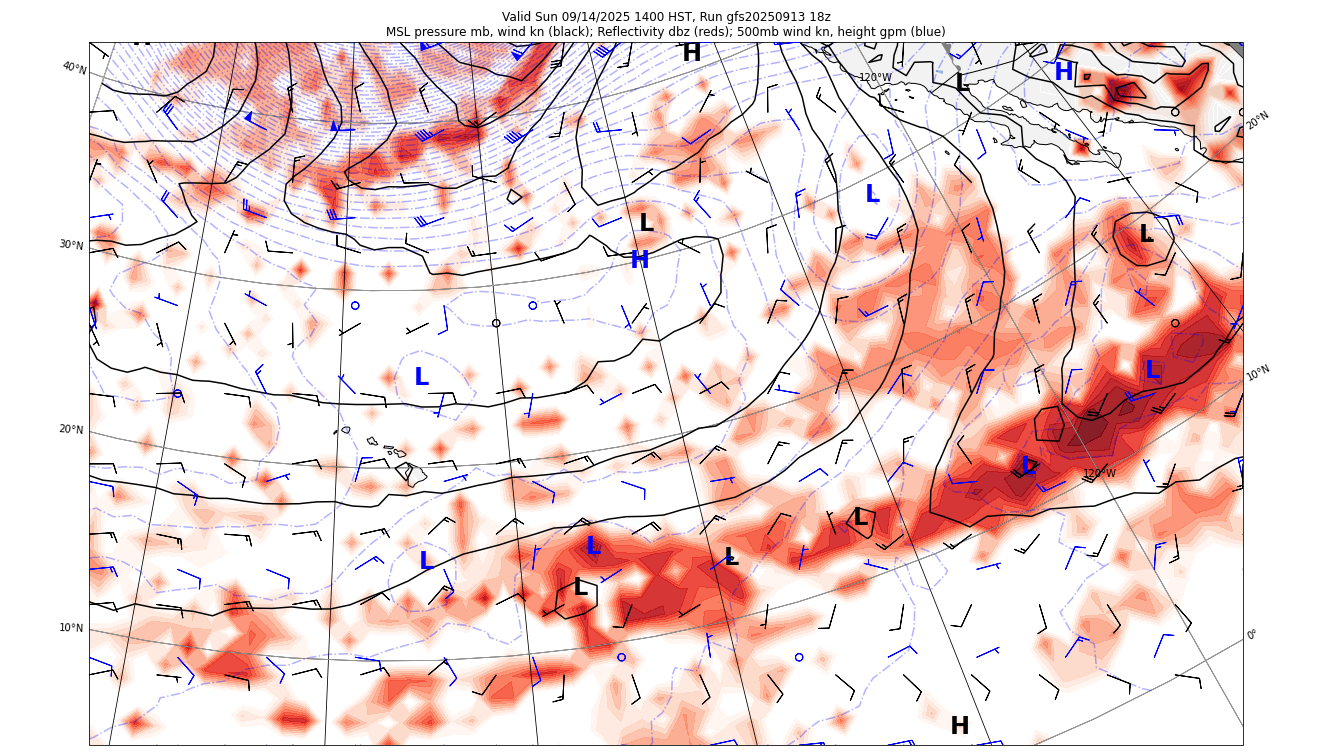 Valid Sun 09/14/2025 1400 HST, Run gfs20250913 18z
MSL pressure mb, wind kn (black); Reflectivity dbz (reds); 500mb wind kn, height gpm (blue)
H
H
L
40°N
120°W
20°N
L
L
L
30°N
H
L
L
10°N
20°N
L
120°W
L
L
L
L
L
10°N
0°
H